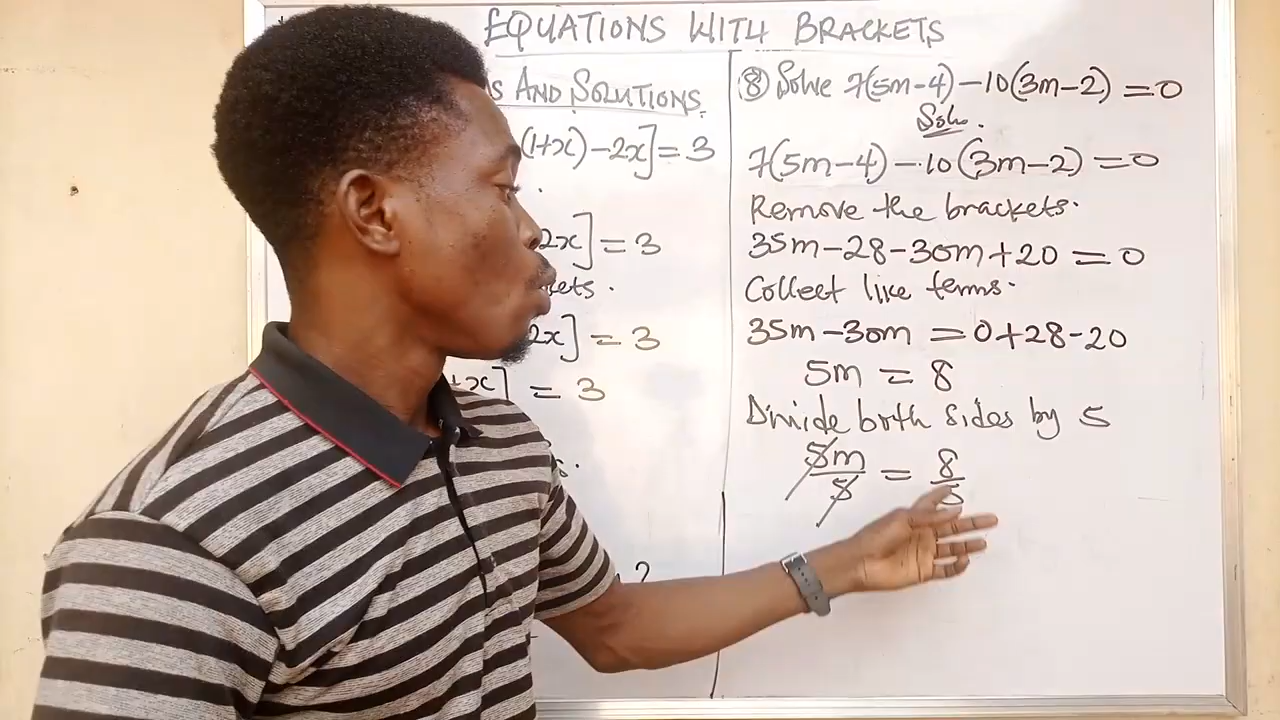 EQUATIONS WITH BRACKETS
S AND SOLUTIONS
(1+x) - 2x] = 3
2x] = 3
kets.
2x] = 3
+x] = 3
s.
2
⑧ Solve 7(5m-4) - 10(3m-2) = 0
Soln.
7(5m-4) - 10(3m-2) = 0
Remove the brackets.
35m - 28 - 30m + 20 = 0
Collect like terms.
35m - 30m = 0 + 28 - 20
5m = 8
Divide both sides by 5
5m/5 = 8/5